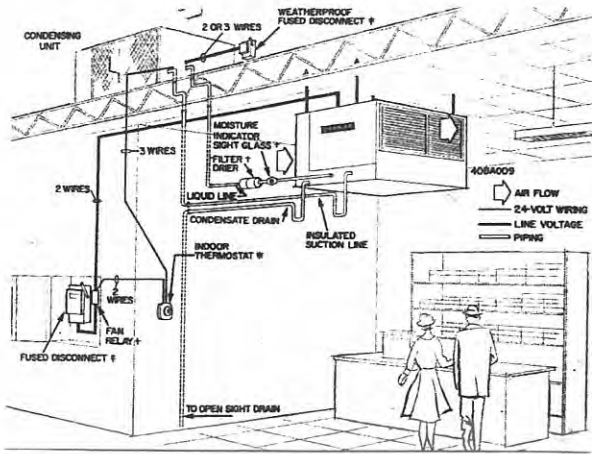 WEATHERPROOF
FUSED DISCONNECT ‡
2 OR 3 WIRES
CONDENSING
UNIT
MOISTURE
INDICATOR
SIGHT GLASS +
FILTER +
DRIER
3 WIRES
2 WIRES
LIQUID LINE
CONDENSATE DRAIN
INSULATED
SUCTION LINE
40BA009
AIR FLOW
24-VOLT WIRING
LINE VOLTAGE
PIPING
INDOOR
THERMOSTAT *
2
WIRES
FAN
RELAY +
FUSED DISCONNECT ‡
TO OPEN SIGHT DRAIN